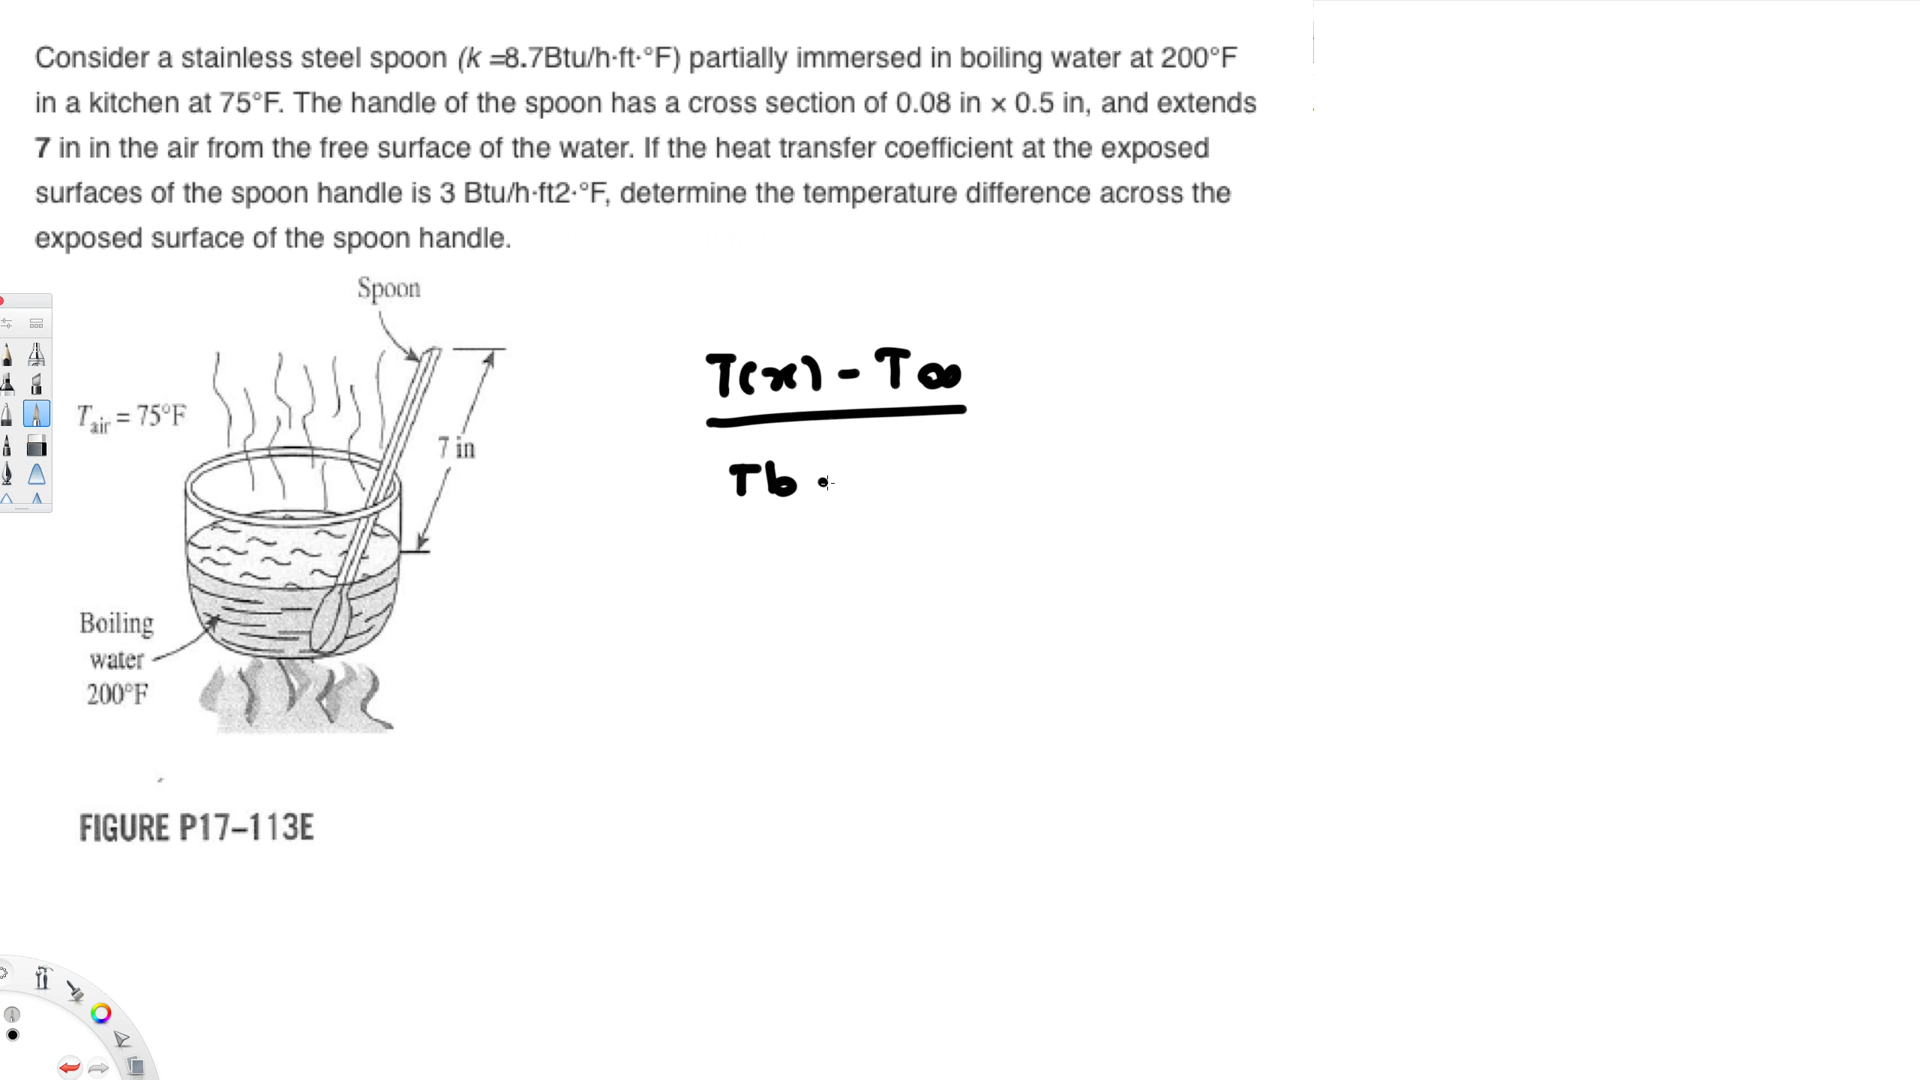 Consider a stainless steel spoon (k =8.7Btu/h·ft·°F) partially immersed in boiling water at 200°F
in a kitchen at 75°F. The handle of the spoon has a cross section of 0.08 in × 0.5 in, and extends
7 in in the air from the free surface of the water. If the heat transfer coefficient at the exposed
surfaces of the spoon handle is 3 Btu/h·ft2·°F, determine the temperature difference across the
exposed surface of the spoon handle.
Spoon
T(x) - T∞
Tair = 75°F
7 in
Tb
Boiling
water
200°F
FIGURE P17–113E